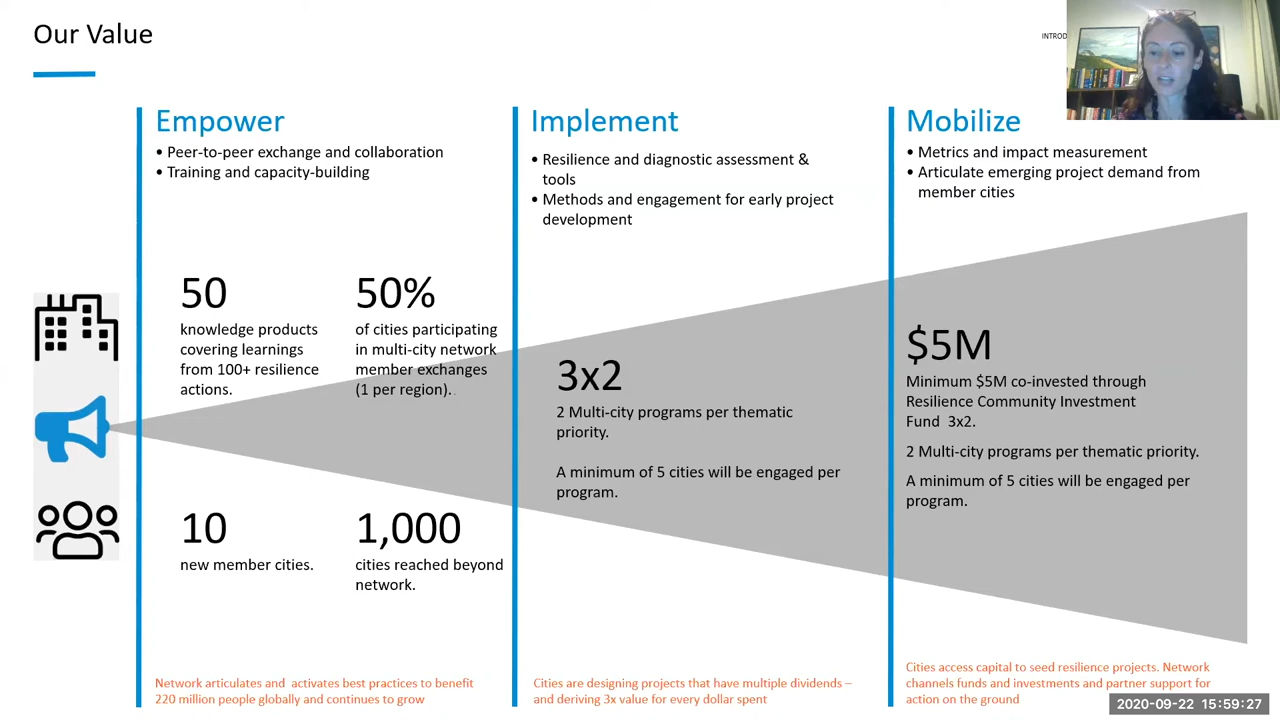 Our Value
INTROD
Empower
• Peer-to-peer exchange and collaboration
• Training and capacity-building
50
knowledge products
covering learnings
from 100+ resilience
actions.
50%
of cities participating
in multi-city network
member exchanges
(1 per region).
10
new member cities.
1,000
cities reached beyond
network.
Network articulates and activates best practices to benefit
220 million people globally and continues to grow
Implement
• Resilience and diagnostic assessment &
tools
• Methods and engagement for early project
development
3x2
2 Multi-city programs per thematic
priority.
A minimum of 5 cities will be engaged per
program.
Cities are designing projects that have multiple dividends –
and deriving 3x value for every dollar spent
Mobilize
• Metrics and impact measurement
• Articulate emerging project demand from
member cities
$5M
Minimum $5M co-invested through
Resilience Community Investment
Fund 3x2.
2 Multi-city programs per thematic priority.
A minimum of 5 cities will be engaged per
program.
Cities access capital to seed resilience projects. Network
channels funds and investments and partner support for
action on the ground
2020-09-22 15:59:27